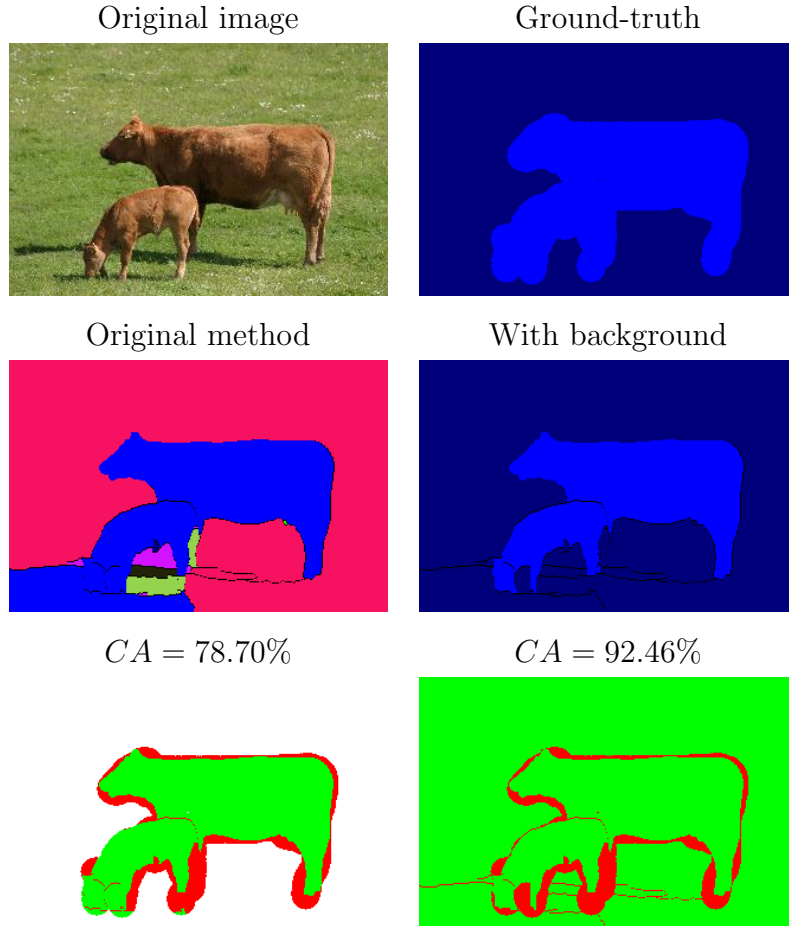 Original image
Ground-truth
Original method
With background
CA = 78.70%
CA = 92.46%